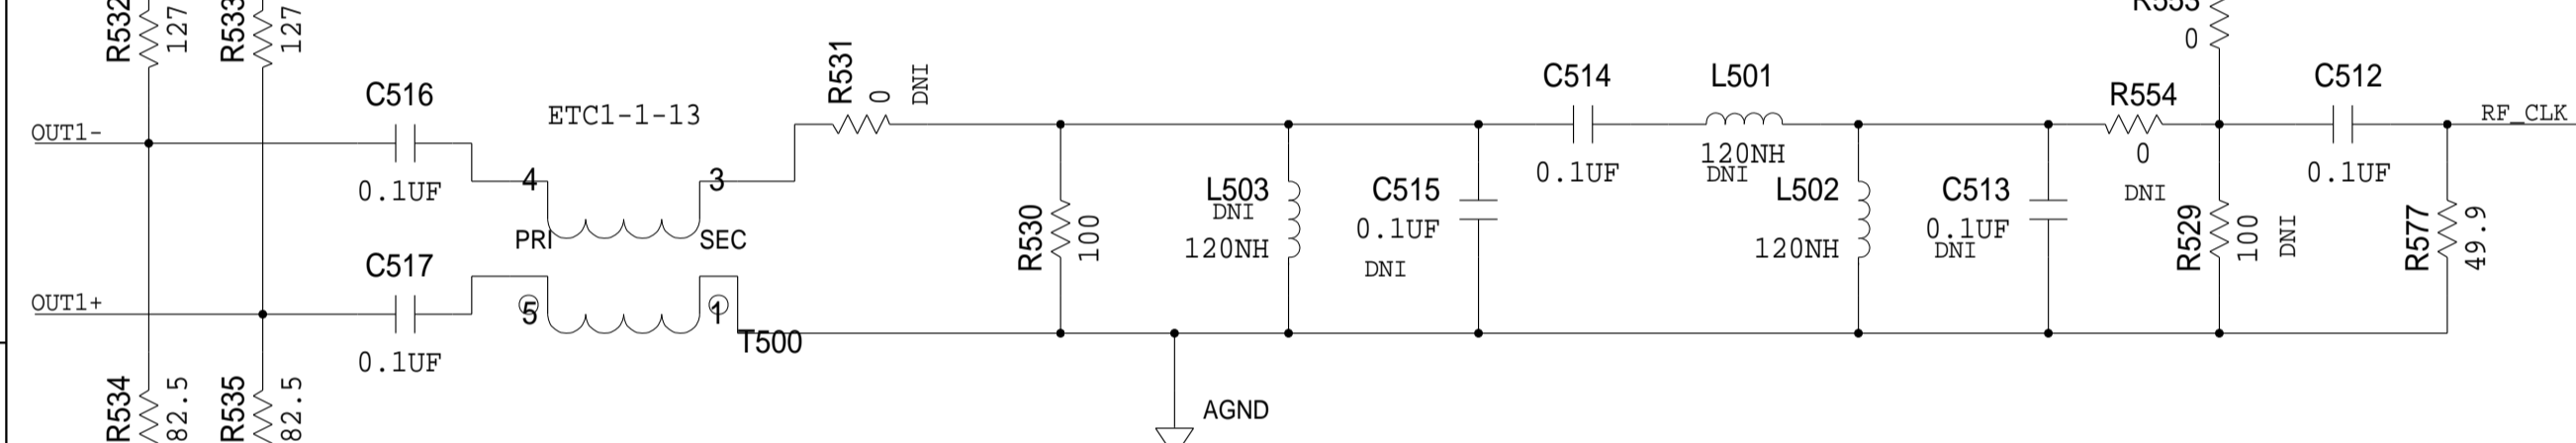 R532
127
R533
127
R553
0
OUT1-
C516
0.1UF
ETC1-1-13
4
3
PRI
SEC
R531
0
DNI
C514
0.1UF
L501
120NH
DNI
R554
0
DNI
C512
0.1UF
RF_CLK
R530
100
L503
DNI
120NH
C515
0.1UF
DNI
L502
120NH
C513
0.1UF
DNI
R529
100
DNI
R577
49.9
OUT1+
C517
0.1UF
5
1
T500
R534
82.5
R535
82.5
AGND